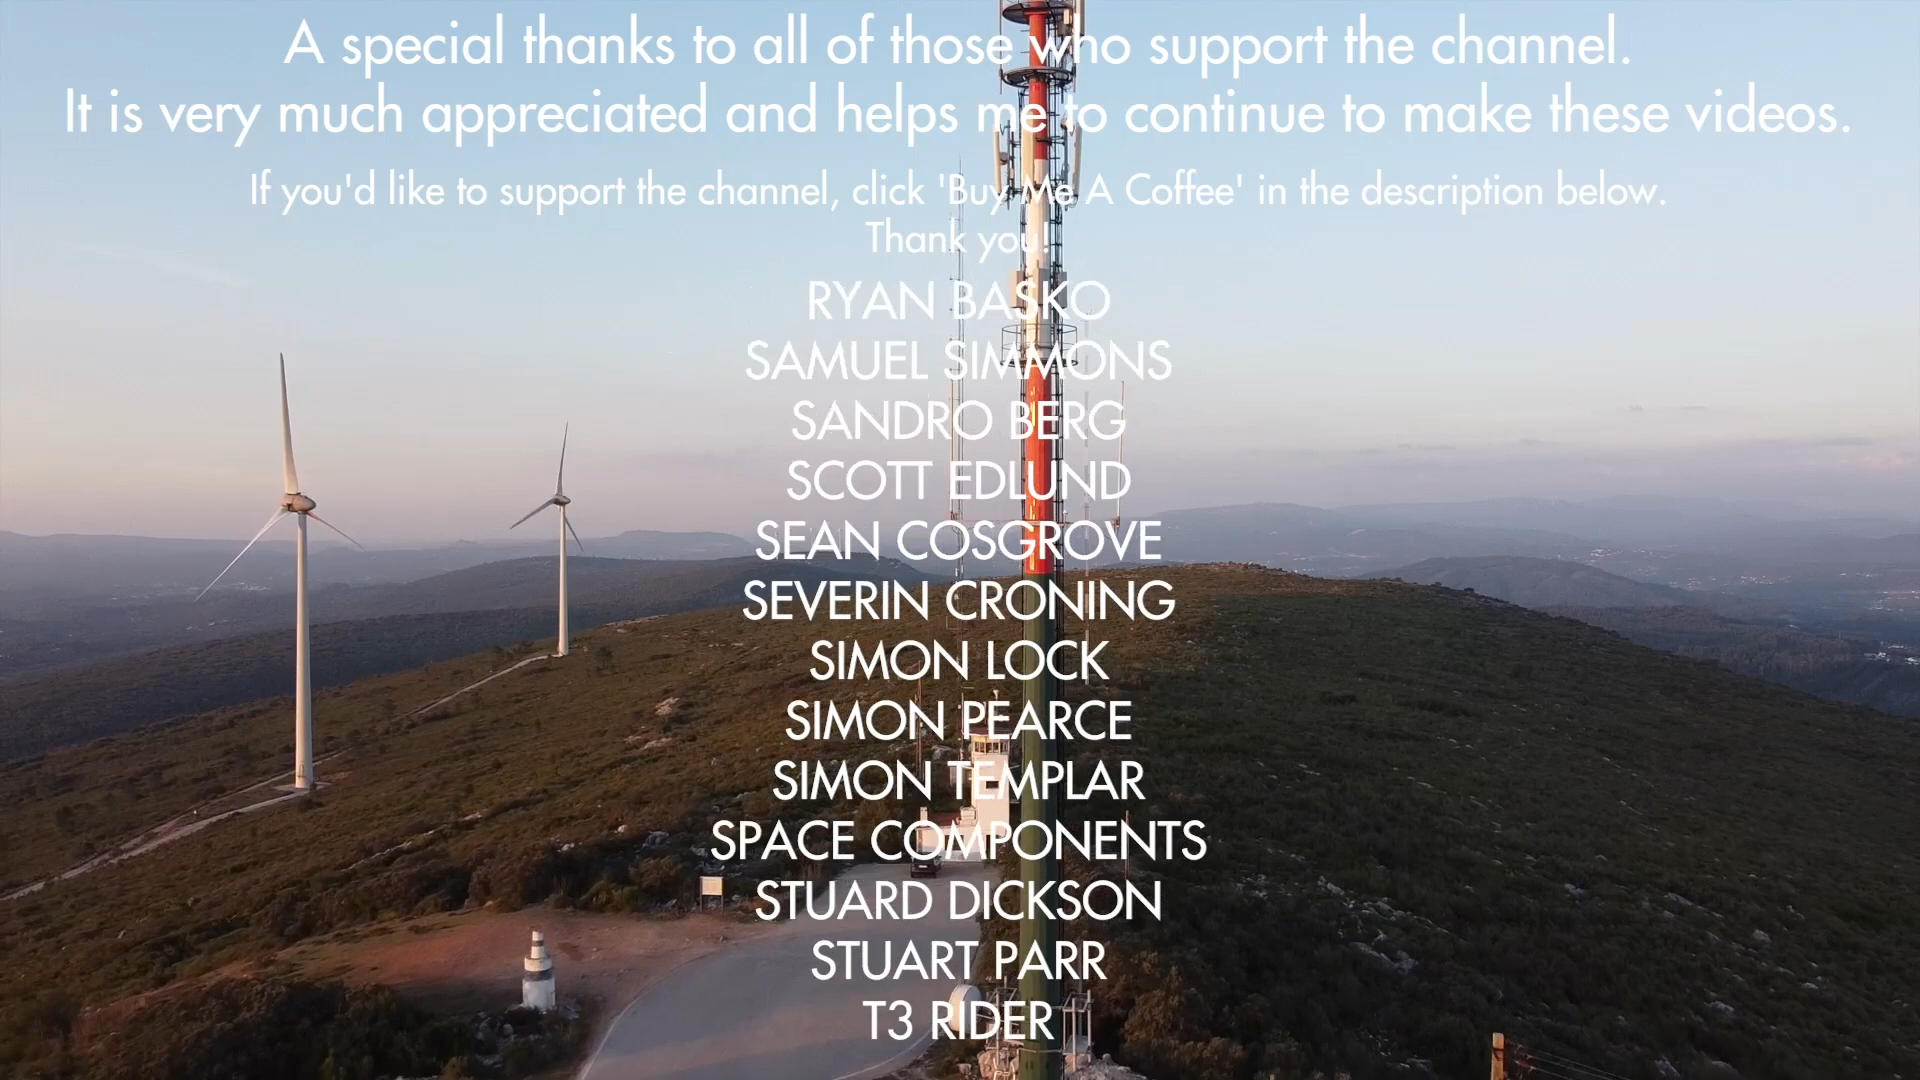 A special thanks to all of those who support the channel.
It is very much appreciated and helps me to continue to make these videos.
If you'd like to support the channel, click 'Buy Me A Coffee' in the description below.
Thank you!
RYAN BASKO
SAMUEL SIMMONS
SANDRO BERG
SCOTT EDLUND
SEAN COSGROVE
SEVERIN CRONING
SIMON LOCK
SIMON PEARCE
SIMON TEMPLAR
SPACE COMPONENTS
STUARD DICKSON
STUART PARR
T3 RIDER